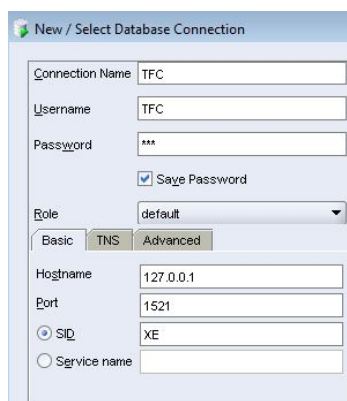 New / Select Database Connection
Connection Name TFC
Username TFC
Password ***
Save Password
Role default
Basic TNS Advanced
Hostname 127.0.0.1
Port 1521
SID XE
Service name